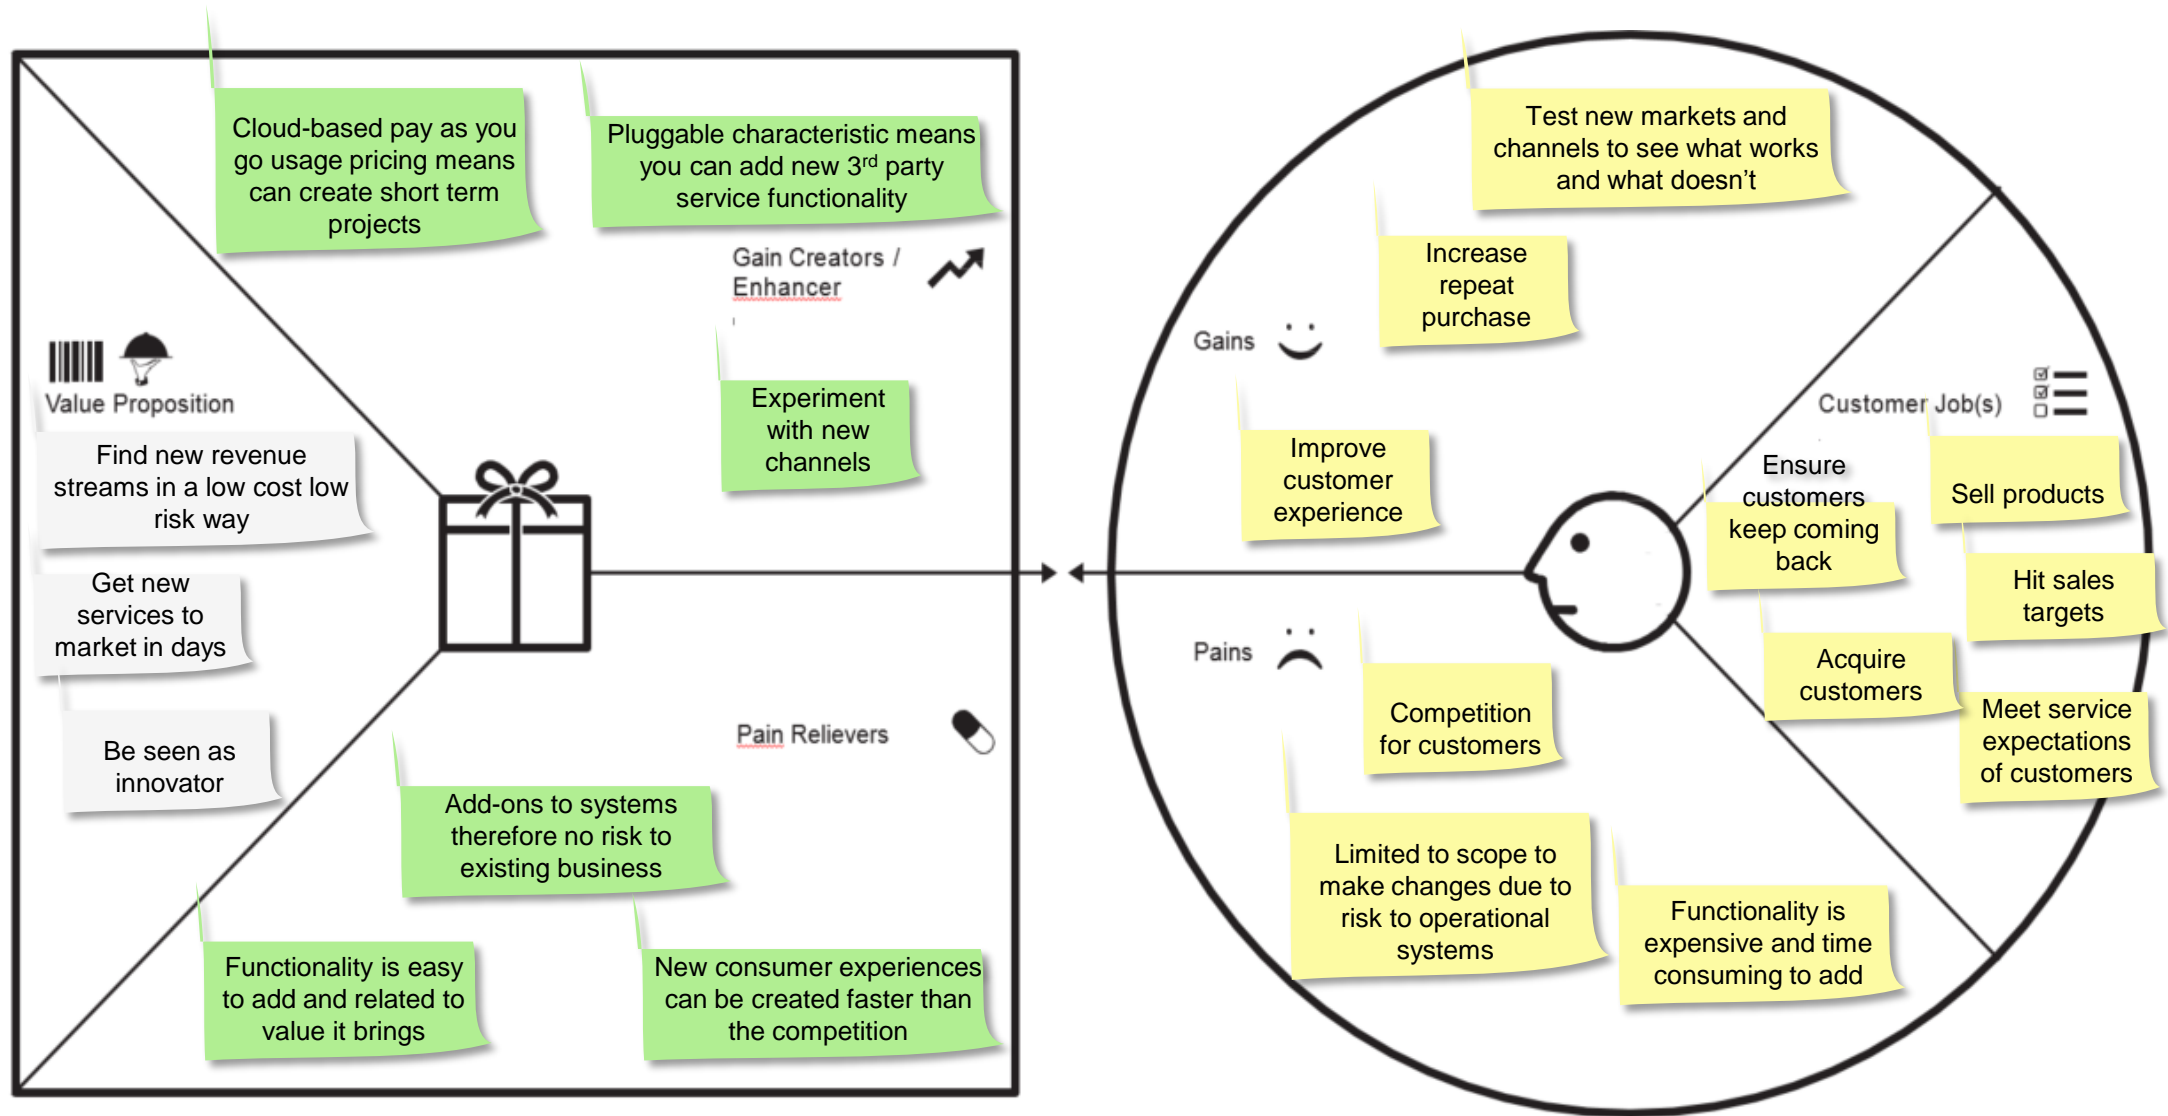 Cloud-based pay as you
go usage pricing means
can create short term
projects
Pluggable characteristic means
you can add new 3rd party
service functionality
Gain Creators /
Enhancer
Experiment
with new
channels
Value Proposition
Find new revenue
streams in a low cost low
risk way
Get new
services to
market in days
Be seen as
innovator
Pain Relievers
Add-ons to systems
therefore no risk to
existing business
Functionality is easy
to add and related to
value it brings
New consumer experiences
can be created faster than
the competition
Test new markets and
channels to see what works
and what doesn’t
Increase
repeat
purchase
Gains
Improve
customer
experience
Customer Job(s)
Ensure
customers
keep coming
back
Sell products
Hit sales
targets
Acquire
customers
Meet service
expectations
of customers
Pains
Competition
for customers
Limited to scope to
make changes due to
risk to operational
systems
Functionality is
expensive and time
consuming to add